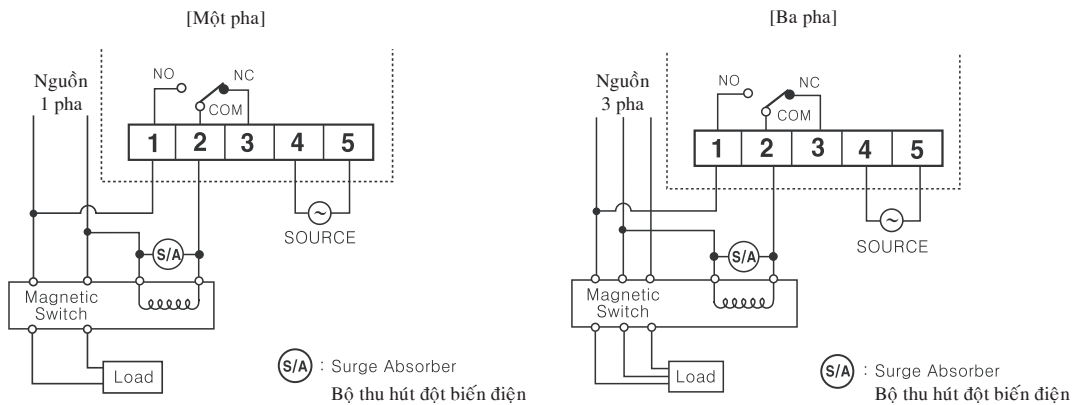 [Một pha]
Nguồn
1 pha
NO
NC
COM
1 2 3 4 5
SOURCE
S/A
Magnetic
Switch
Load
S/A : Surge Absorber
Bộ thu hút đột biến điện
[Ba pha]
Nguồn
3 pha
NO
NC
COM
1 2 3 4 5
SOURCE
S/A
Magnetic
Switch
Load
S/A : Surge Absorber
Bộ thu hút đột biến điện